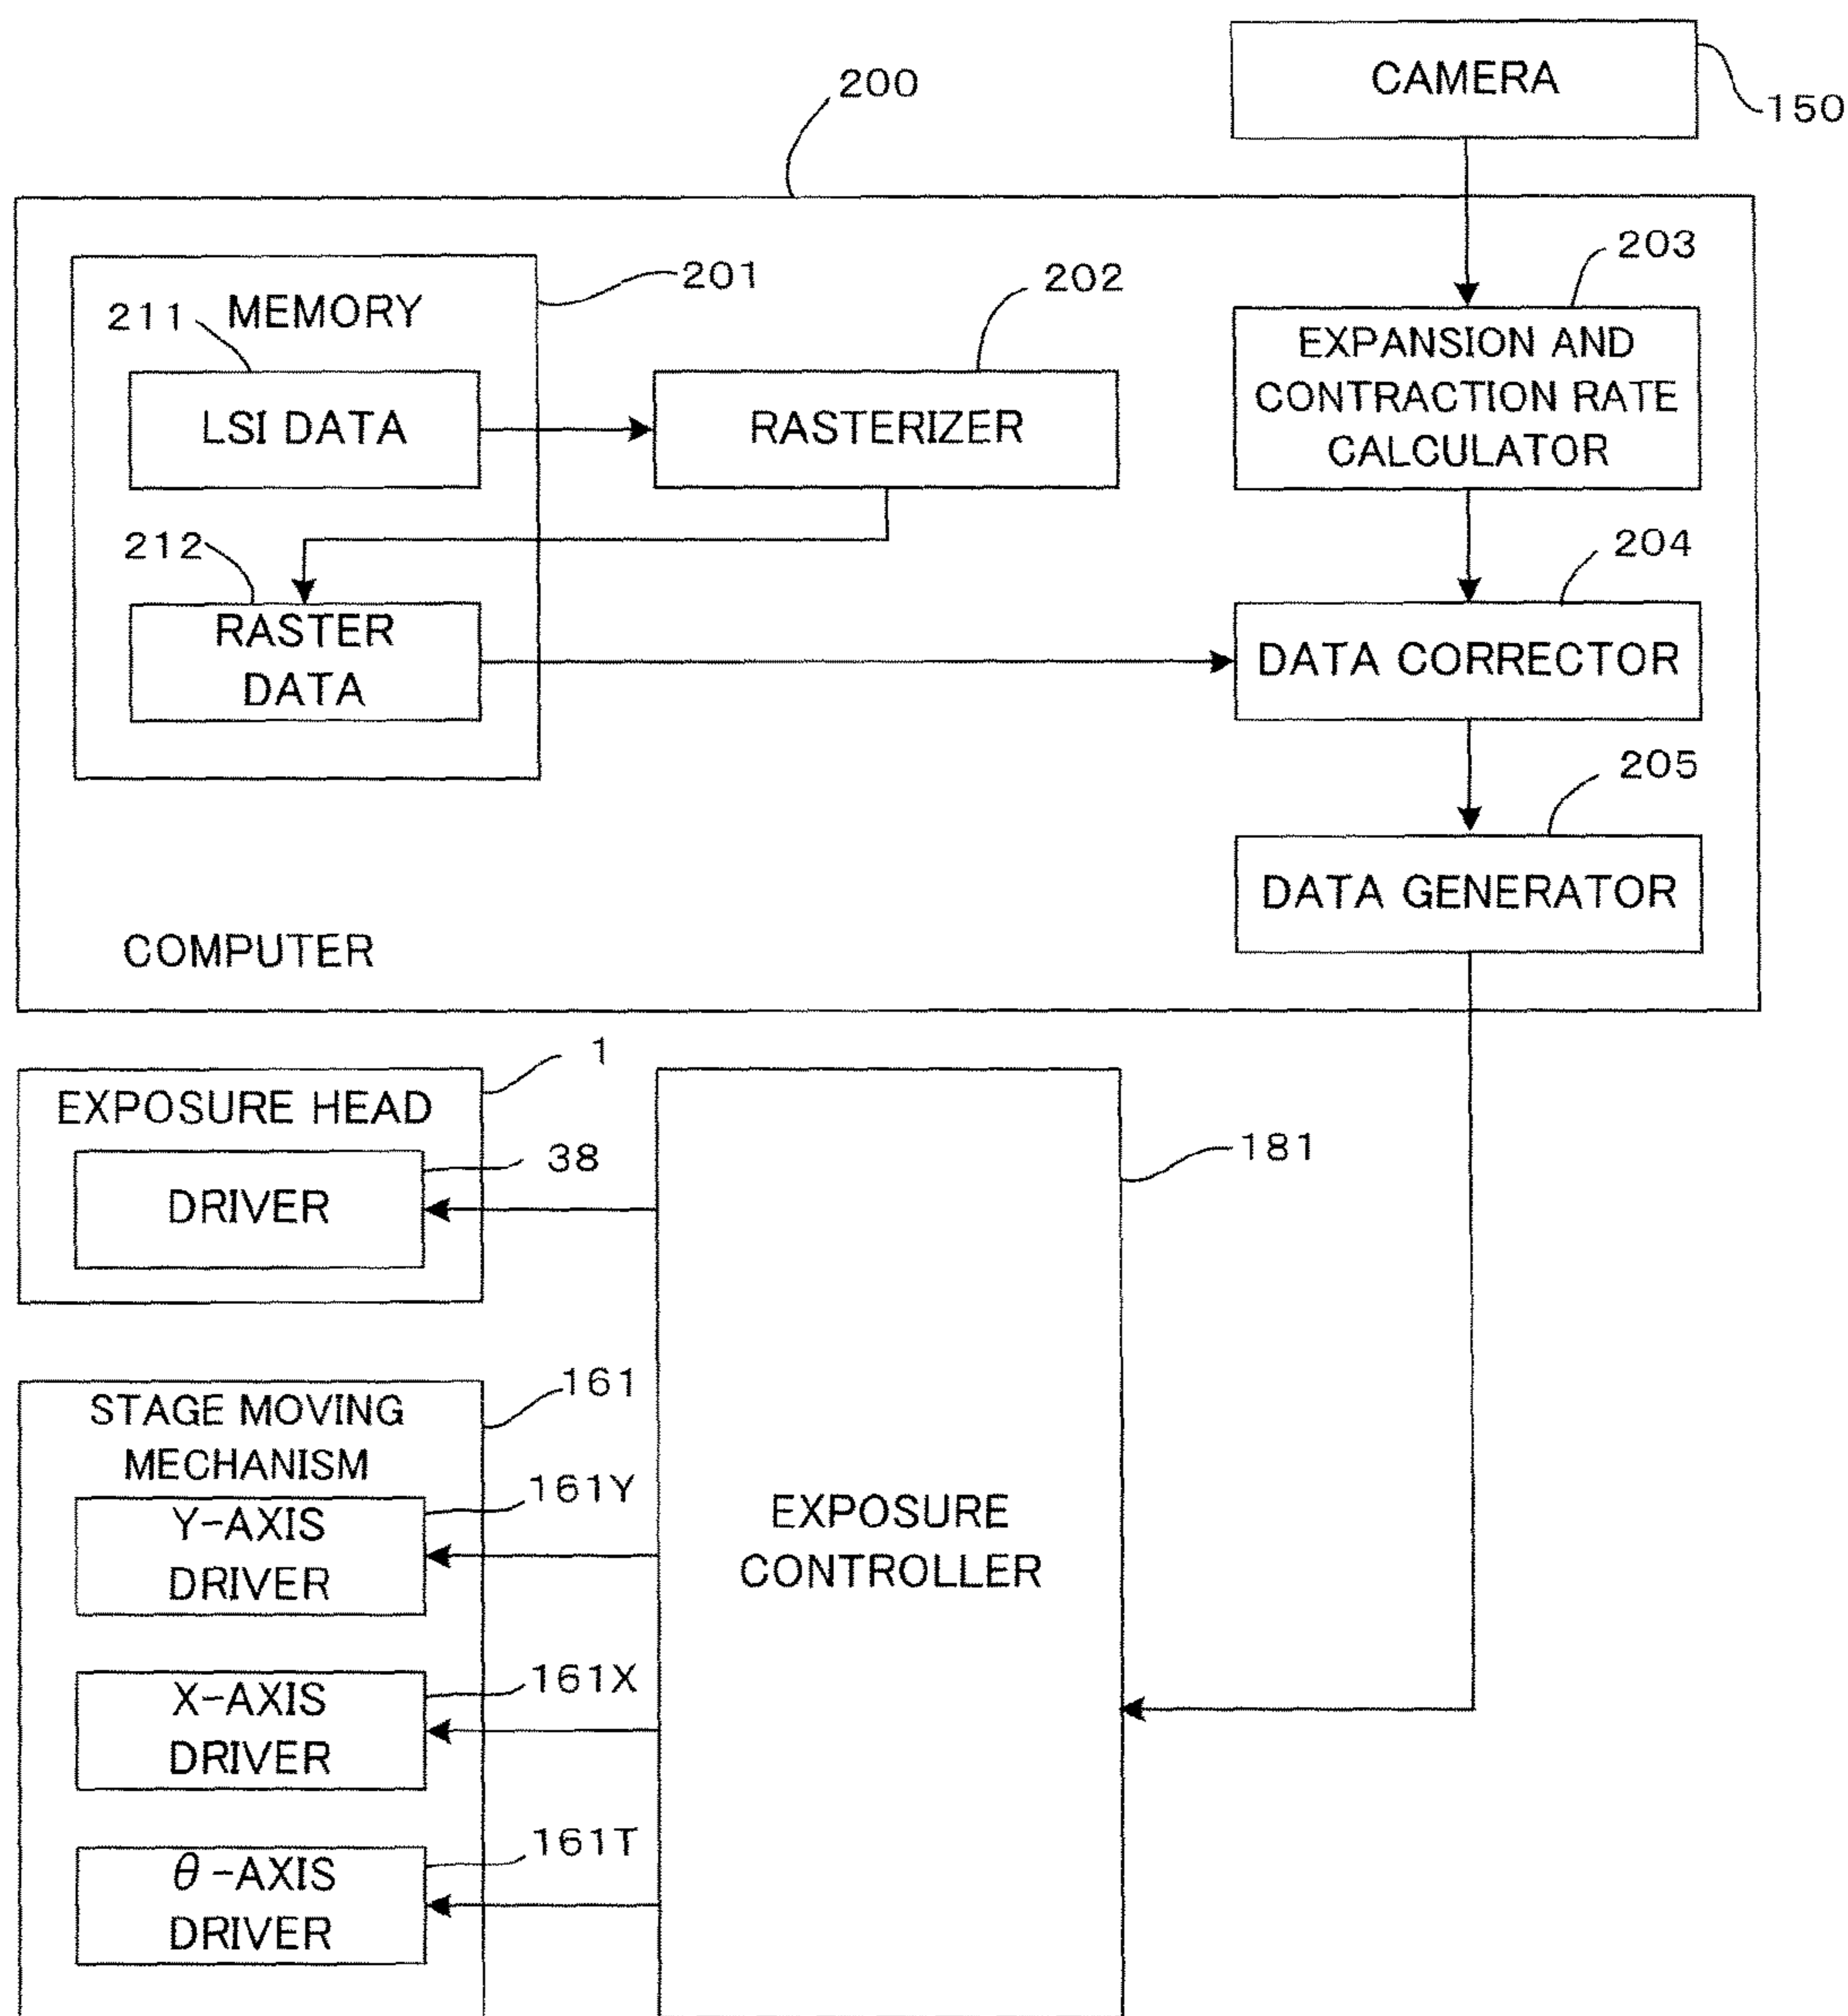 CAMERA
150
200
201
202
203
MEMORY
211
LSI DATA
RASTERIZER
EXPANSION AND
CONTRACTION RATE
CALCULATOR
212
RASTER
DATA
204
DATA CORRECTOR
205
DATA GENERATOR
COMPUTER
1
EXPOSURE HEAD
38
DRIVER
181
161
STAGE MOVING
MECHANISM
161Y
Y-AXIS
DRIVER
161X
X-AXIS
DRIVER
161T
θ-AXIS
DRIVER
EXPOSURE
CONTROLLER